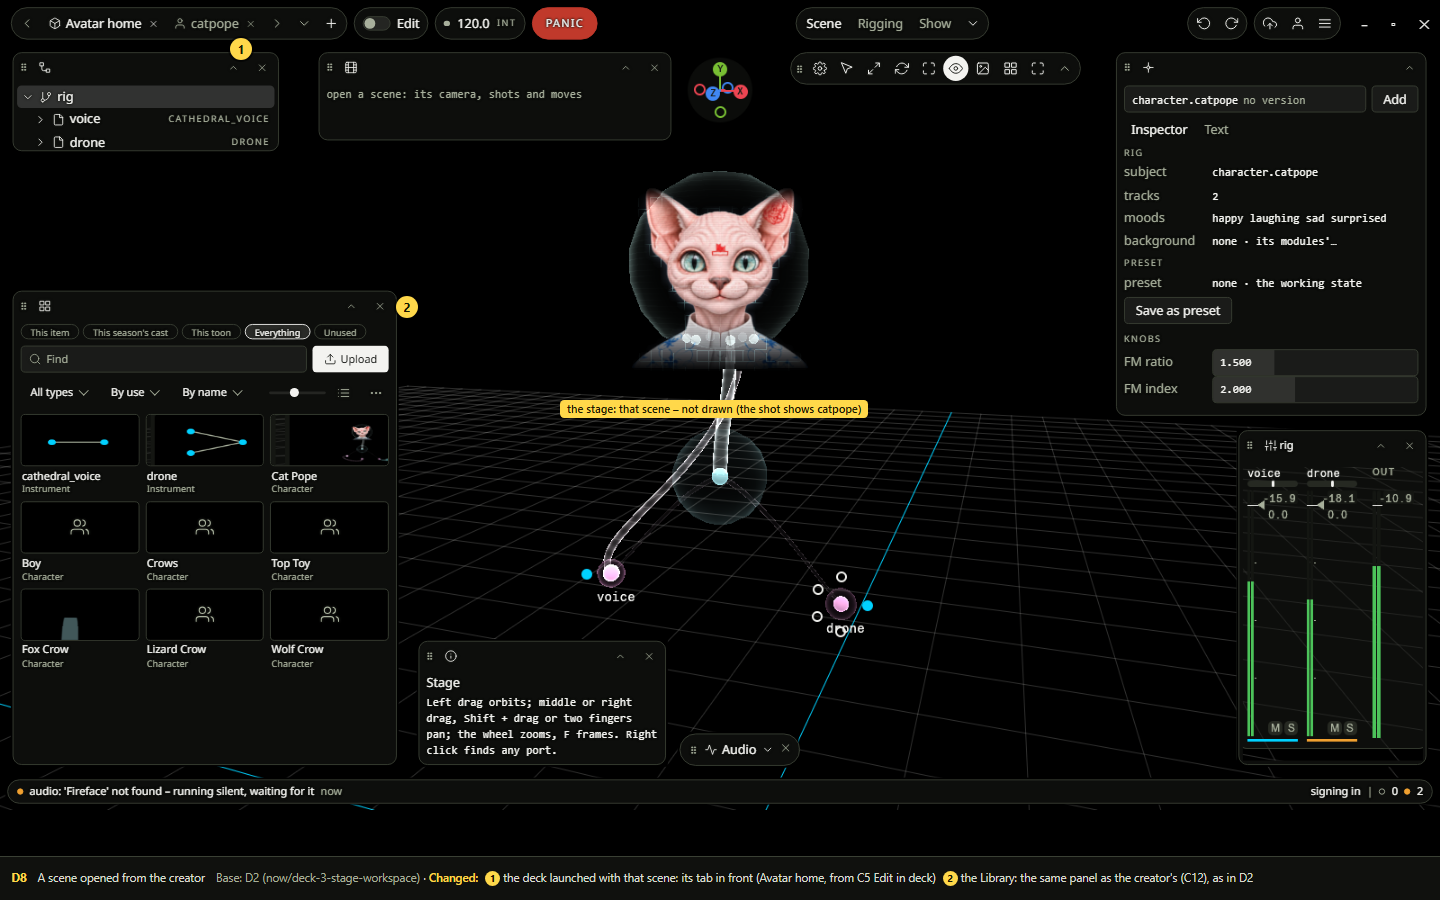 Avatar home × catpope × Edit 120.0 INT PANIC Scene Rigging Show
1
rig
voice CATHEDRAL_VOICE
drone DRONE
open a scene: its camera, shots and moves
Y
Z X
character.catpope no version Add
Inspector Text
RIG
subject character.catpope
tracks 2
moods happy laughing sad surprised
background none · its modules'…
PRESET
preset none · the working state
Save as preset
KNOBS
FM ratio 1.500
FM index 2.000
2
This item This season's cast This toon Everything Unused
Find Upload
All types By use By name
cathedral_voice drone Cat Pope
Instrument Instrument Character
Boy Crows Top Toy
Character Character Character
Fox Crow Lizard Crow Wolf Crow
Character Character Character
the stage: that scene – not drawn (the shot shows catpope)
voice
drone
rig
voice drone OUT
-15.9 -18.1 -10.9
0.0 0.0
M S M S
Stage
Left drag orbits; middle or right
drag, Shift + drag or two fingers
pan; the wheel zooms, F frames. Right
click finds any port.
Audio
audio: 'Fireface' not found – running silent, waiting for it now
signing in | 0 2
D8 A scene opened from the creator Base: D2 (now/deck-3-stage-workspace) · Changed: 1 the deck launched with that scene: its tab in front (Avatar home, from C5 Edit in deck) 2 the Library: the same panel as the creator's (C12), as in D2